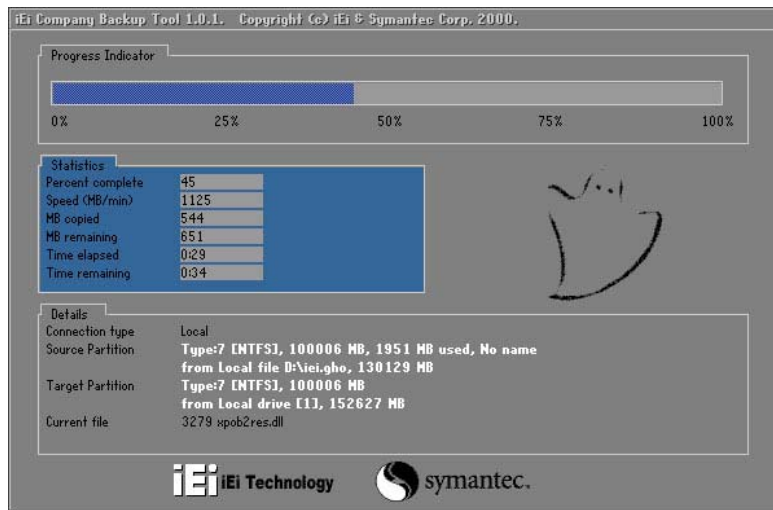 iEi Company Backup Tool 1.0.1. Copyright (c) iEi & Symantec Corp. 2000.
Progress Indicator
0% 25% 50% 75% 100%
Statistics
Percent complete 45
Speed (MB/min) 1125
MB copied 544
MB remaining 651
Time elapsed 0:29
Time remaining 0:34
Details
Connection type Local
Source Partition Type:7 [NTFS], 100006 MB, 1951 MB used, No name
from Local file D:\iei.gho, 130129 MB
Target Partition Type:7 [NTFS], 100006 MB
from Local drive [1], 152627 MB
Current file 3279 xpob2res.dll
iEi iEi Technology symantec.